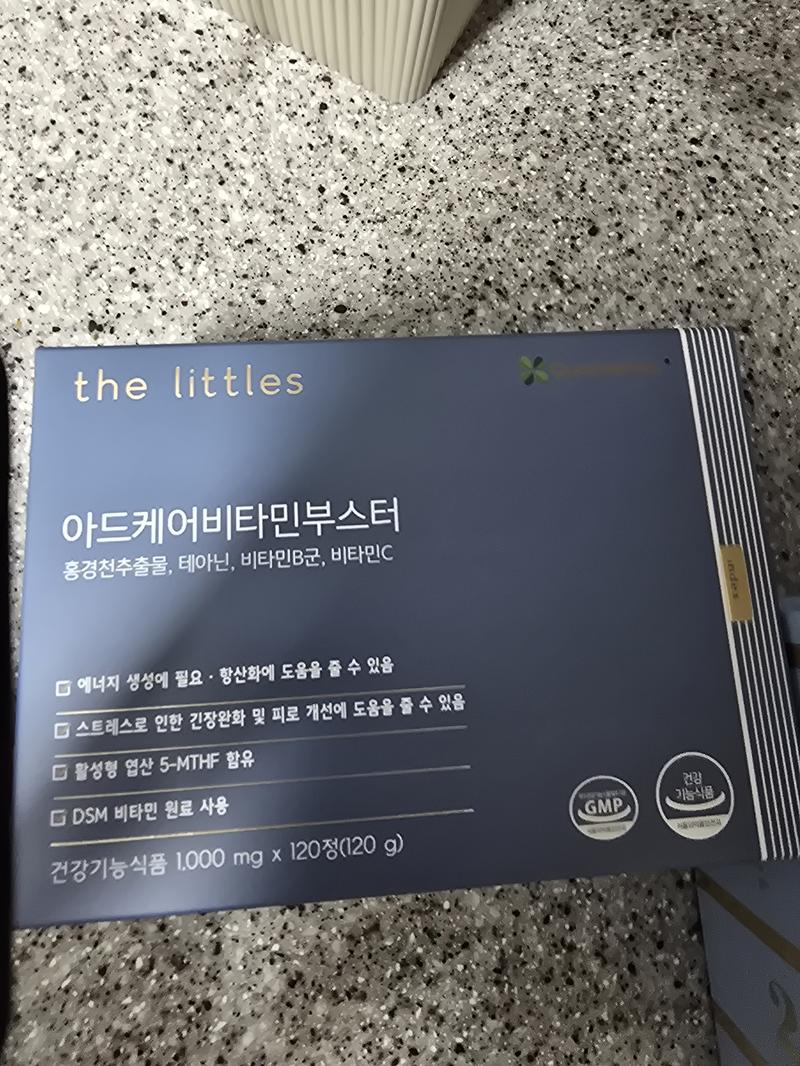 the littles
아드케어비타민부스터
홍경천추출물, 테아닌, 비타민B군, 비타민C
에너지 생성에 필요 · 항산화에 도움을 줄 수 있음
스트레스로 인한 긴장완화 및 피로 개선에 도움을 줄 수 있음
활성형 엽산 5-MTHF 함유
DSM 비타민 원료 사용
건강기능식품 1,000 mg x 120정(120 g)
GMP
건강
기능식품